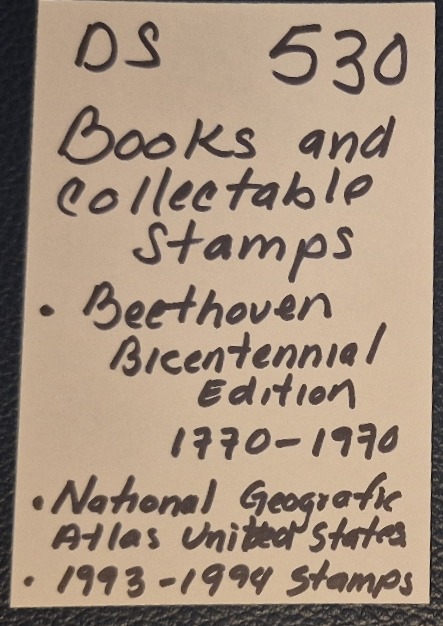 DS 530
Books and
collectable
Stamps
• Beethoven
Bicentennial
Edition
1770-1970
• National Geografic
Atlas United States
• 1993-1994 Stamps